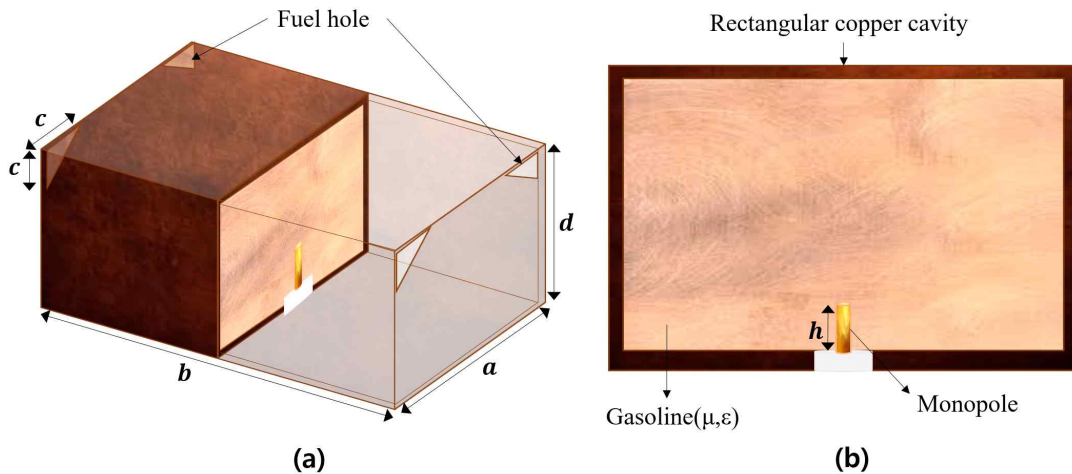 Fuel hole
c
c
d
b
a
(a)
Rectangular copper cavity
h
Gasoline(μ,ε)
Monopole
(b)